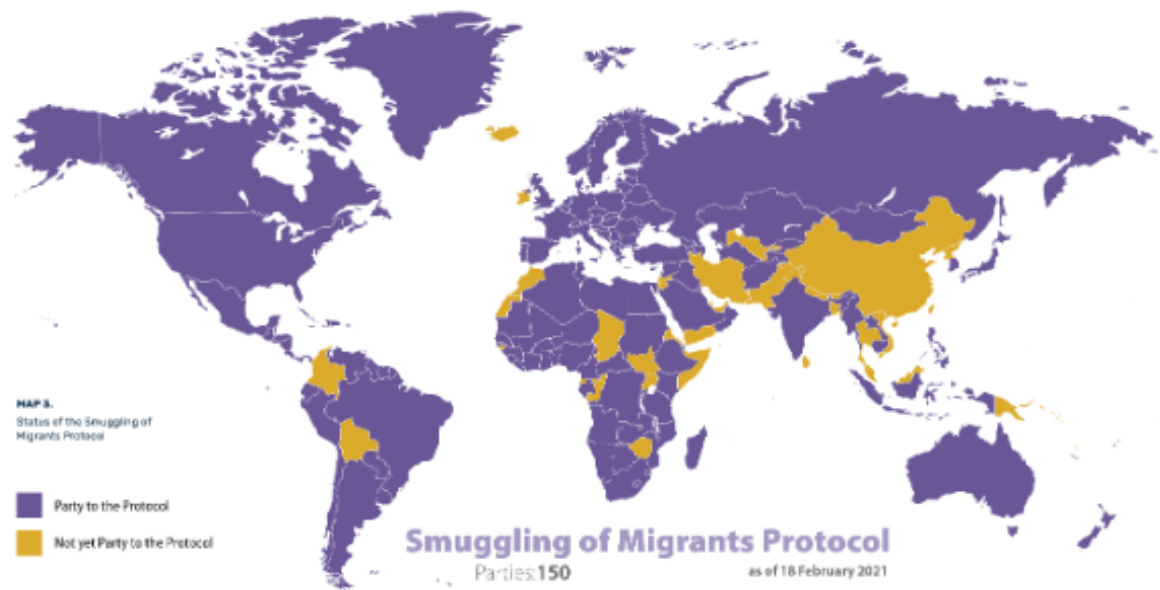 MAP 3.
Status of the Smuggling of
Migrants Protocol
Party to the Protocol
Not yet Party to the Protocol
Smuggling of Migrants Protocol
Parties:150
as of 18 February 2021